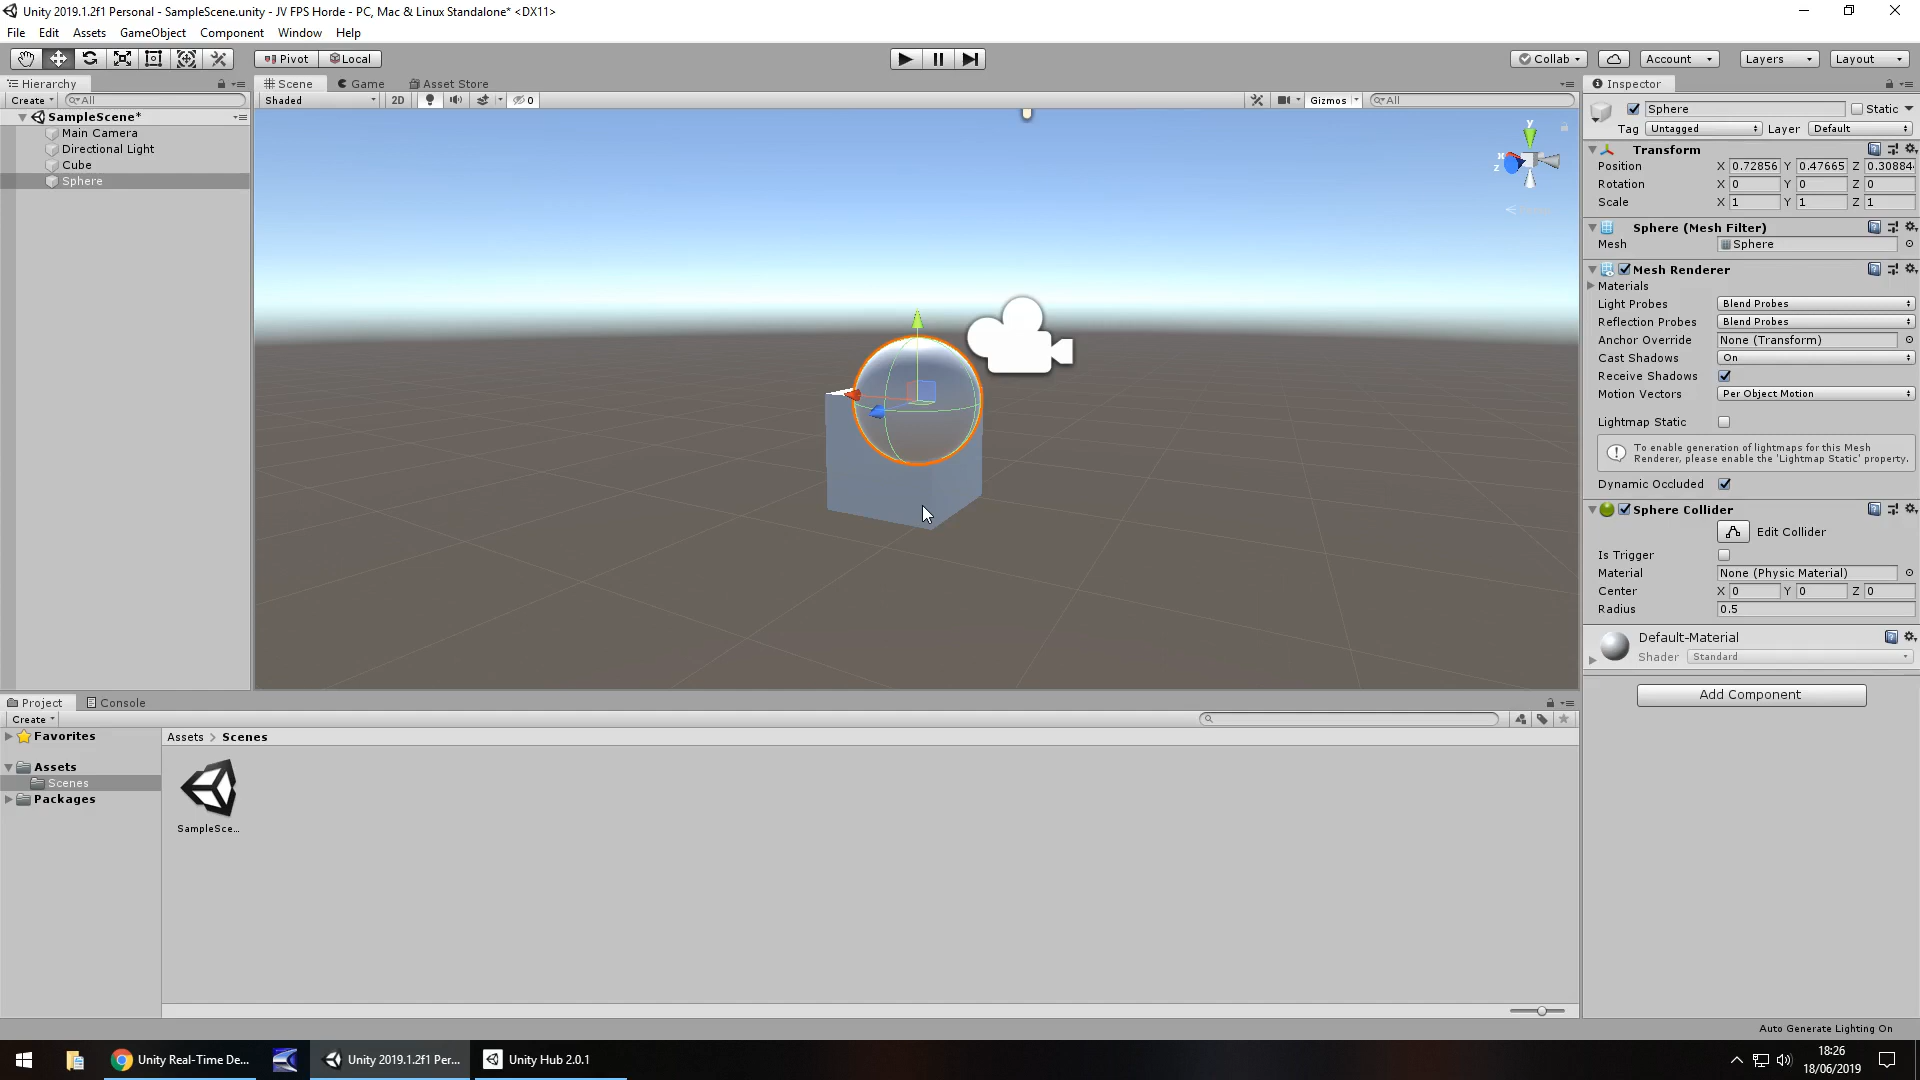 Unity 2019.1.2f1 Personal - SampleScene.unity - JV FPS Horde - PC, Mac & Linux Standalone* <DX11>
File Edit Assets GameObject Component Window Help
Pivot Local Collab Account Layers Layout
Hierarchy
Create All
SampleScene*
Main Camera
Directional Light
Cube
Sphere
Scene Game Asset Store
Shaded 2D 0 Gizmos All
y
x
z
Inspector
Sphere Static
Tag Untagged Layer Default
Transform
Position X 0.72856 Y 0.47665 Z 0.30884
Rotation X 0 Y 0 Z 0
Scale X 1 Y 1 Z 1
Sphere (Mesh Filter)
Mesh Sphere
Mesh Renderer
Materials
Light Probes Blend Probes
Reflection Probes Blend Probes
Anchor Override None (Transform)
Cast Shadows On
Receive Shadows
Motion Vectors Per Object Motion
Lightmap Static
To enable generation of lightmaps for this Mesh
Renderer, please enable the 'Lightmap Static' property.
Dynamic Occluded
Sphere Collider
Edit Collider
Is Trigger
Material None (Physic Material)
Center X 0 Y 0 Z 0
Radius 0.5
Default-Material
Shader Standard
Add Component
Project Console
Create
Favorites
Assets
Scenes
Packages
Assets > Scenes
SampleSce...
Auto Generate Lighting On
Unity Real-Time De...
Unity 2019.1.2f1 Per...
Unity Hub 2.0.1
18:26
18/06/2019